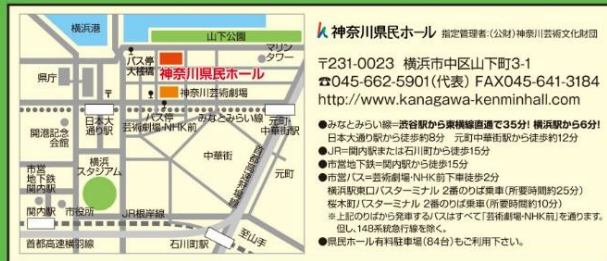 横浜港
山下公園
マリンタワー
バス停
大桟橋
神奈川県民ホール
県庁
神奈川芸術劇場
日本大通り駅
バス停
芸術劇場・NHK前
みなとみらい線
元町・中華街駅
開港記念会館
横浜スタジアム
中華街
首都高速狩場線
元町
市営地下鉄関内駅
関内駅
市役所
JR根岸線
首都高速横羽線
石川町駅
至山手
神奈川県民ホール 指定管理者:(公財)神奈川芸術文化財団
〒231-0023 横浜市中区山下町3-1
☎045-662-5901(代表) FAX045-641-3184
http://www.kanagawa-kenminhall.com
●みなとみらい線=渋谷駅から東横線直通で35分! 横浜駅から6分!
日本大通り駅から徒歩約8分 元町中華街駅から徒歩約12分
●JR=関内駅または石川町から徒歩15分
●市営地下鉄=関内駅から徒歩15分
●市営バス=芸術劇場・NHK前下車徒歩2分
横浜駅東口バスターミナル 2番のりば乗車(所要時間約25分)
桜木町バスターミナル 2番のりば乗車(所要時間約10分)
※上記のりばから発車するバスはすべて「芸術劇場・NHK前」を通ります。
但し、148系統急行線を除く。
●県民ホール有料駐車場(84台)もご利用下さい。